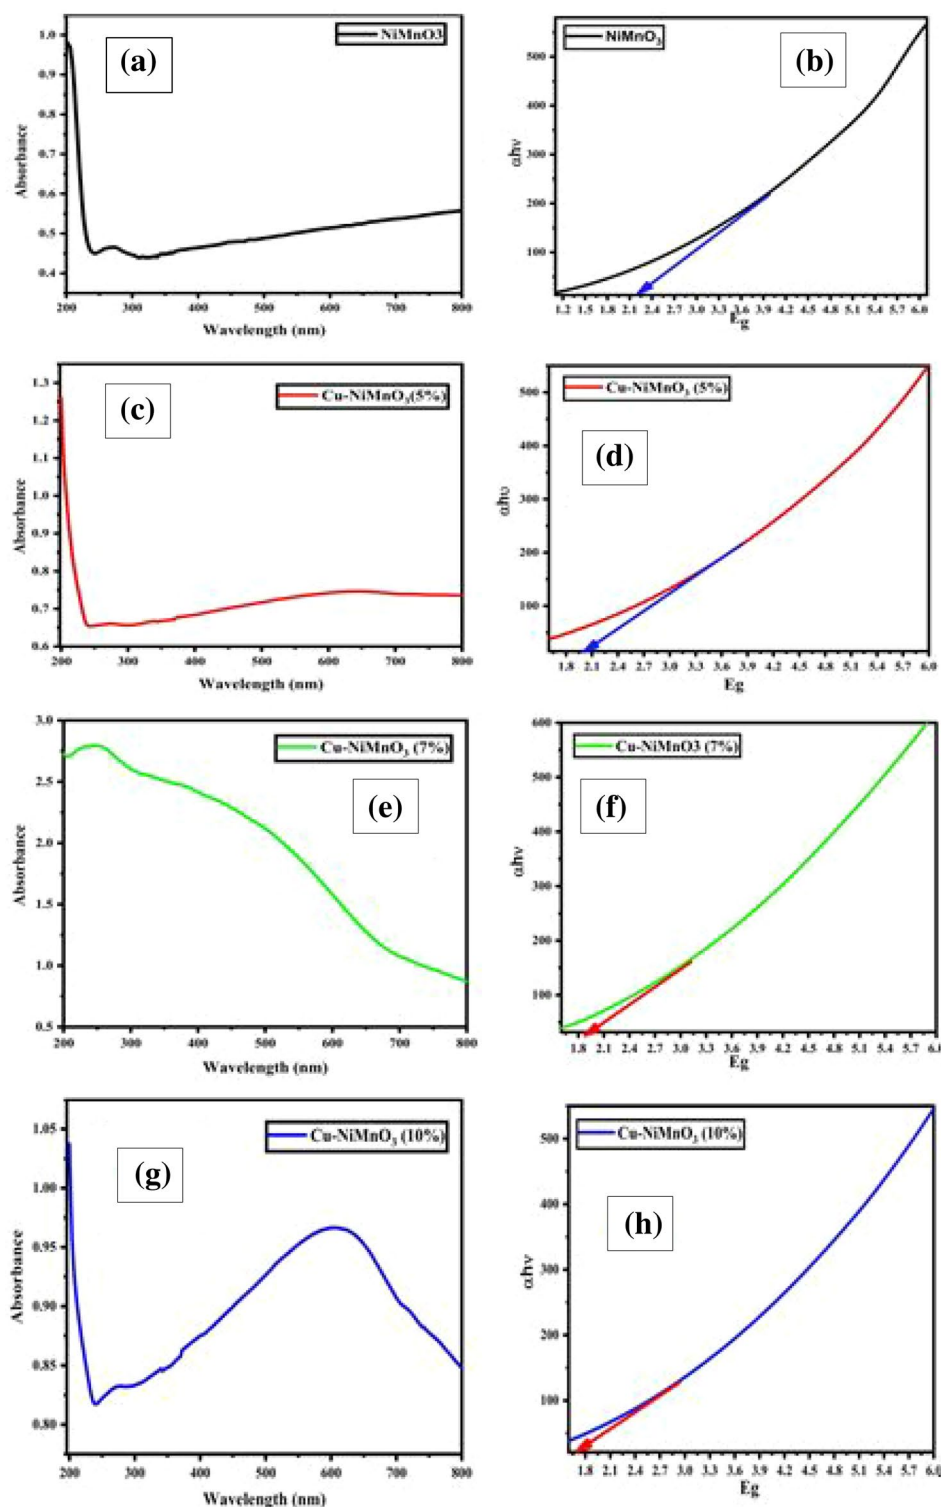 NiMnO3
(a)
1.0
0.9
0.8
0.7
0.6
0.5
0.4
Absorbance
200 300 400 500 600 700 800
Wavelength (nm)
NiMnO₃
(b)
500
400
300
200
100
αhν
1.2 1.5 1.8 2.1 2.4 2.7 3.0 3.3 3.6 3.9 4.2 4.5 4.8 5.1 5.4 5.7 6.0
Eg
Cu-NiMnO₃(5%)
(c)
1.3
1.2
1.1
1.0
0.9
0.8
0.7
0.6
Absorbance
200 300 400 500 600 700 800
Wavelength (nm)
Cu-NiMnO₃ (5%)
(d)
500
400
300
200
100
αhυ
1.8 2.1 2.4 2.7 3.0 3.3 3.6 3.9 4.2 4.5 4.8 5.1 5.4 5.7 6.0
Eg
Cu-NiMnO₃ (7%)
(e)
3.0
2.5
2.0
1.5
1.0
0.5
Absorbance
200 300 400 500 600 700 800
Wavelength (nm)
Cu-NiMnO3 (7%)
(f)
600
500
400
300
200
100
αhν
1.8 2.1 2.4 2.7 3.0 3.3 3.6 3.9 4.2 4.5 4.8 5.1 5.4 5.7 6.0
Eg
Cu-NiMnO₃ (10%)
(g)
1.05
1.00
0.95
0.90
0.85
0.80
Absorbance
200 300 400 500 600 700 800
Wavelength (nm)
Cu-NiMnO₃ (10%)
(h)
500
400
300
200
100
αhν
1.8 2.1 2.4 2.7 3.0 3.3 3.6 3.9 4.2 4.5 4.8 5.1 5.4 5.7 6.0
Eg